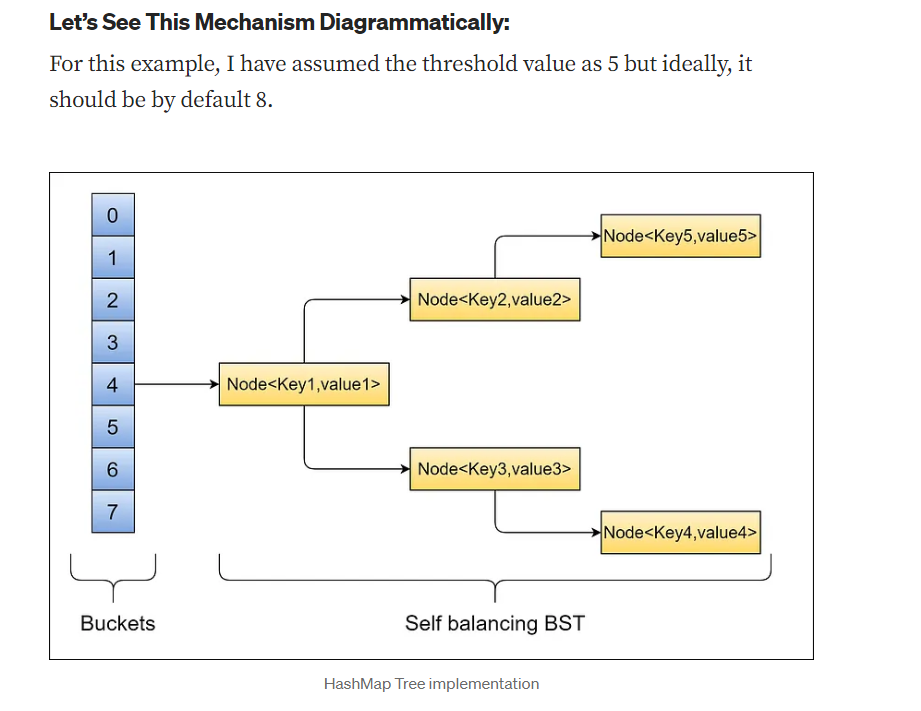 Let’s See This Mechanism Diagrammatically:
For this example, I have assumed the threshold value as 5 but ideally, it
should be by default 8.
0
1
2
3
4
5
6
7
Node<Key5,value5>
Node<Key2,value2>
Node<Key1,value1>
Node<Key3,value3>
Node<Key4,value4>
Buckets
Self balancing BST
HashMap Tree implementation